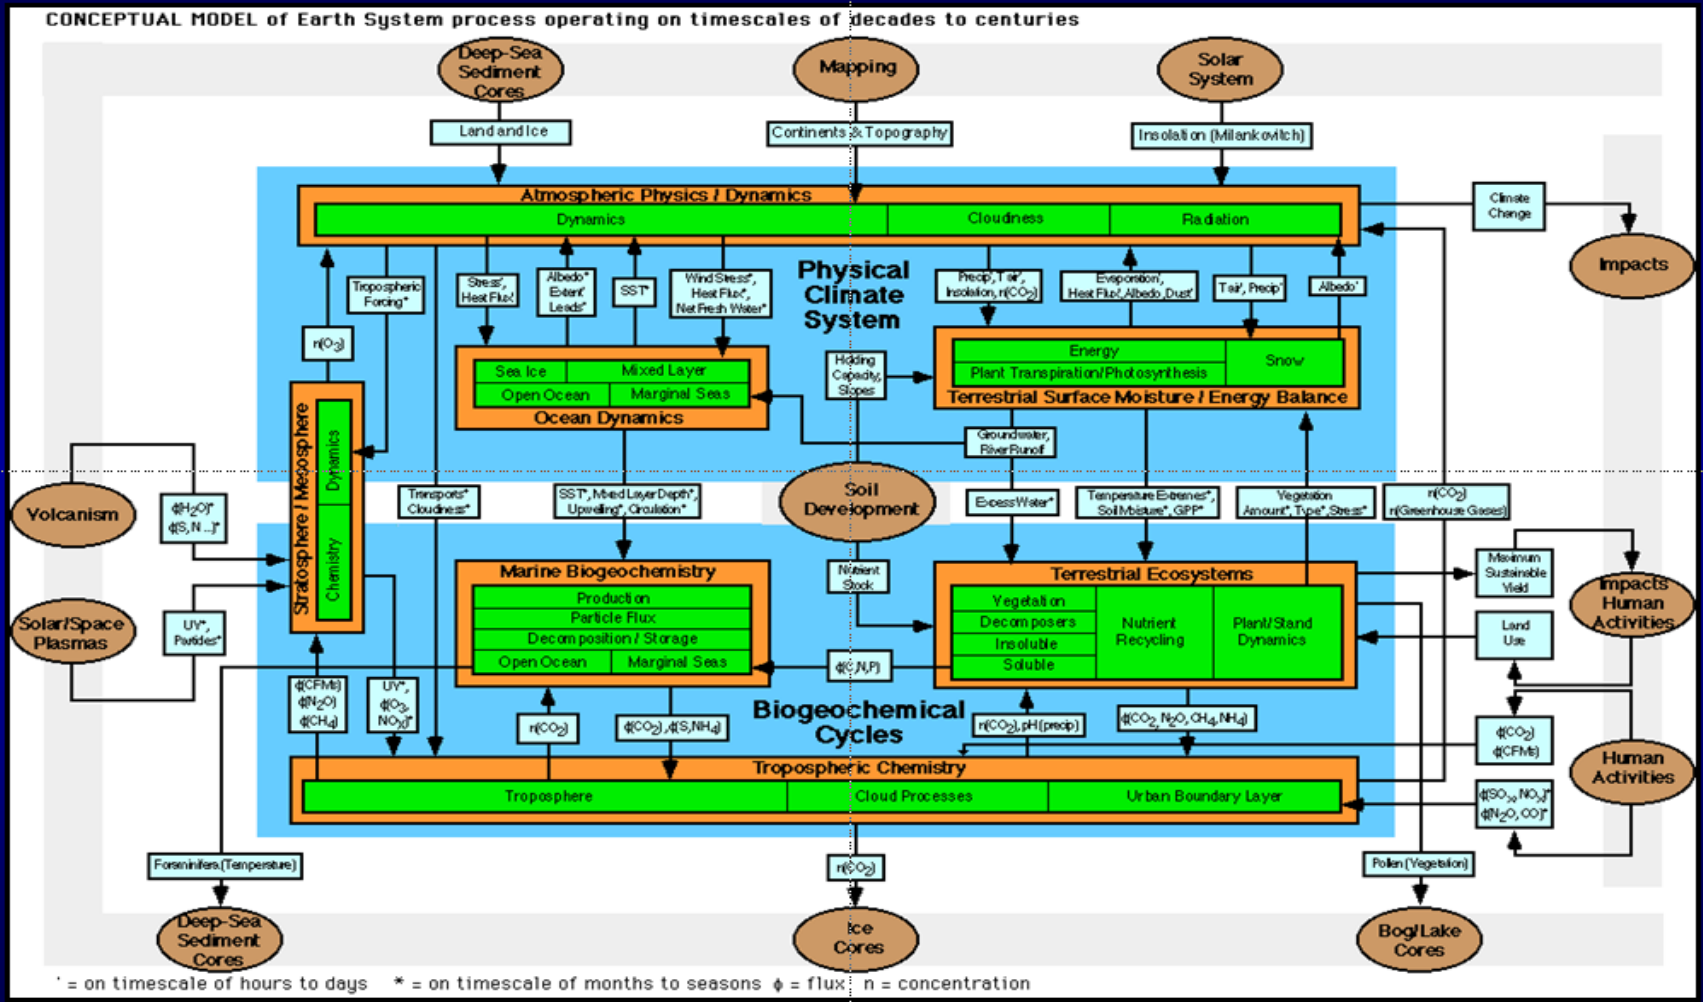 CONCEPTUAL MODEL of Earth System process operating on timescales of decades to centuries
Deep-Sea
Sediment
Cores
Mapping
Solar
System
Land and Ice
Continents & Topography
Insolation (Milankovitch)
Atmospheric Physics / Dynamics
Dynamics
Cloudiness
Radiation
Climate
Change
Impacts
Physical
Climate
System
Tropospheric
Forcing*
Stress',
Heat Flux'
Albedo*
Extent'
Leads*
SST*
Wind Stress*,
Heat Flux*,
Net Fresh Water*
Precip', Tair',
Insolation, n(CO2)
Evaporation',
Heat Flux', Albedo, Dust'
Tair', Precip'
Albedo'
n(O3)
Sea Ice
Mixed Layer
Open Ocean
Marginal Seas
Ocean Dynamics
Holding
Capacity,
Slopes
Energy
Plant Transpiration/Photosynthesis
Snow
Terrestrial Surface Moisture / Energy Balance
Groundwater,
River Runoff
Stratosphere / Mesosphere
Dynamics
Chemistry
Volcanism
ϕ(H2O)*
ϕ(S, N...)*
Transports*
Cloudiness*
SST*, Mixed Layer Depth*,
Upwelling*, Circulation*
Soil
Development
Excess Water*
Temperature Extremes*,
Soil Moisture*, GPP*
Vegetation
Amount*, Type*, Stress*
n(CO2)
n(Greenhouse Gases)
Maximum
Sustainable
Yield
Impacts
Human
Activities
Land
Use
Solar/Space
Plasmas
UV*,
Particles*
Marine Biogeochemistry
Production
Particle Flux
Decomposition / Storage
Open Ocean
Marginal Seas
Nutrient
Stock
ϕ(C,N,P)
Terrestrial Ecosystems
Vegetation
Decomposers
Insoluble
Soluble
Nutrient
Recycling
Plant/Stand
Dynamics
ϕ(CFMs)
ϕ(N2O)
ϕ(CH4)
UV*,
ϕ(O3,
NOx)*
n(CO2)
ϕ(CO2), ϕ(S,NH4)
Biogeochemical
Cycles
n(CO2), pH(precip)
ϕ(CO2, N2O, CH4, NH4)
ϕ(CO2)
ϕ(CFMs)
Human
Activities
ϕ(SOx, NOx)*
ϕ(N2O, CO)*
Tropospheric Chemistry
Troposphere
Cloud Processes
Urban Boundary Layer
Foraminifera (Temperature)
n(CO2)
Pollen (Vegetation)
Deep-Sea
Sediment
Cores
Ice
Cores
Bog/Lake
Cores
' = on timescale of hours to days * = on timescale of months to seasons ϕ = flux n = concentration